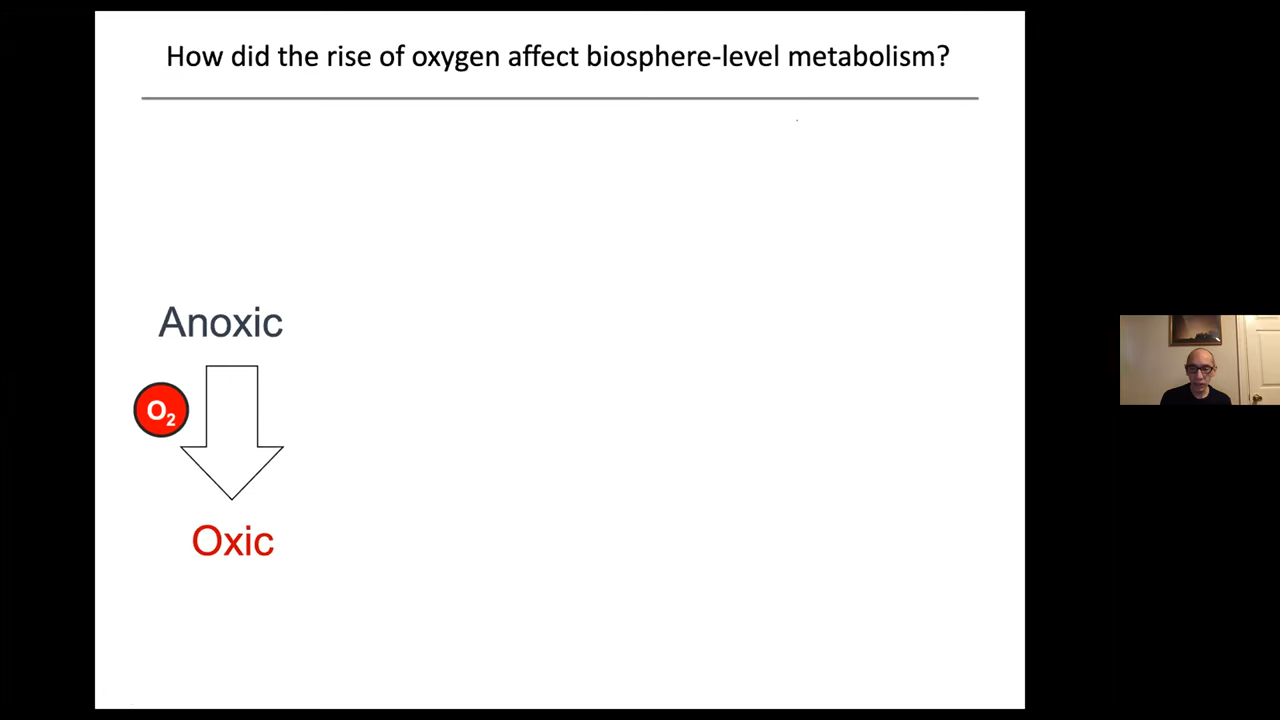 How did the rise of oxygen affect biosphere-level metabolism?
Anoxic
O₂
Oxic